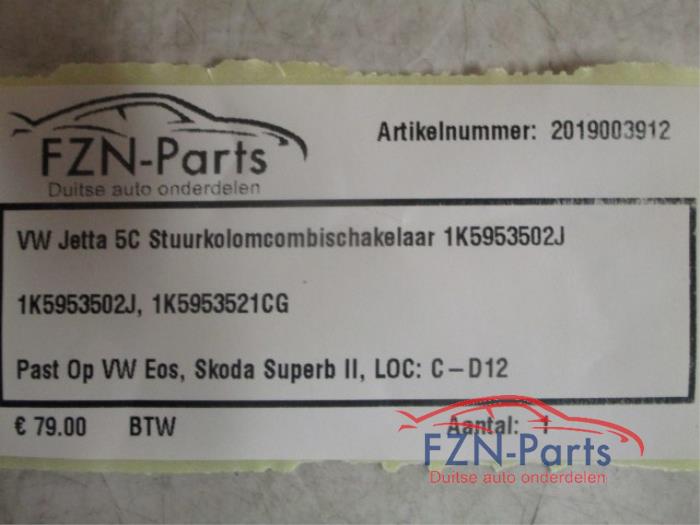 FZN-Parts
Duitse auto onderdelen
Artikelnummer: 2019003912
VW Jetta 5C Stuurkolomcombischakelaar 1K5953502J
1K5953502J, 1K5953521CG
Past Op VW Eos, Skoda Superb II, LOC: C-D12
€ 79.00 BTW Aantal: 1
FZN-Parts
Duitse auto onderdelen